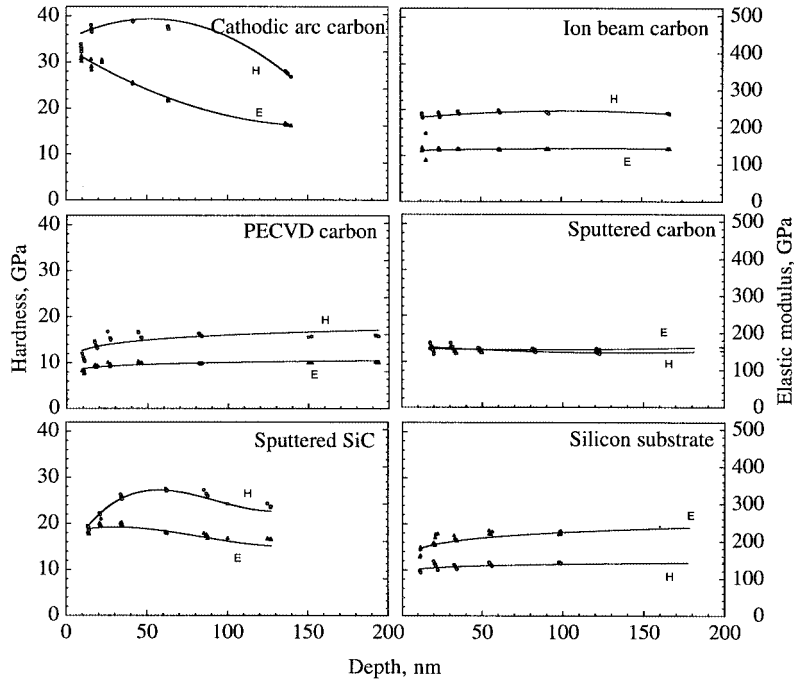 Cathodic arc carbon
40
30
20
10
0
H
E
Ion beam carbon
500
400
300
200
100
0
H
E
PECVD carbon
40
30
20
10
0
H
E
Sputtered carbon
500
400
300
200
100
0
E
H
Sputtered SiC
40
30
20
10
0
H
E
Silicon substrate
500
400
300
200
100
0
E
H
0
50
100
150
200
50
100
150
200
Hardness, GPa
Elastic modulus, GPa
Depth, nm